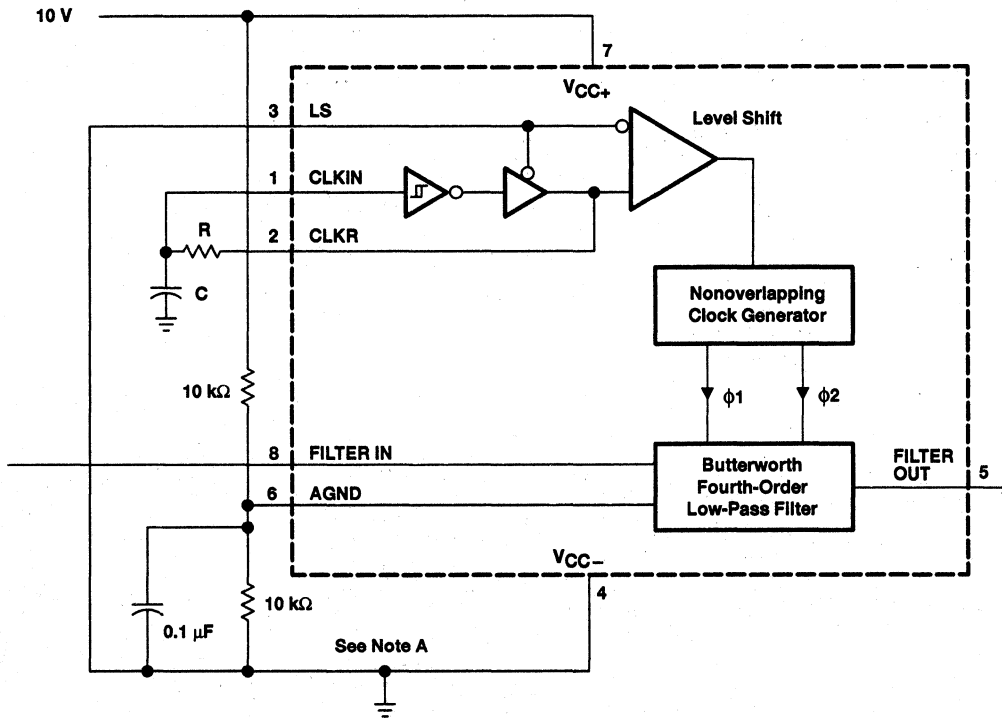 10 V
7
VCC+
3 LS
Level Shift
1 CLKIN
R
2 CLKR
C
Nonoverlapping
Clock Generator
10 kΩ
ϕ1
ϕ2
8 FILTER IN
Butterworth
Fourth-Order
Low-Pass Filter
FILTER
OUT
5
6 AGND
VCC−
4
10 kΩ
0.1 μF
See Note A